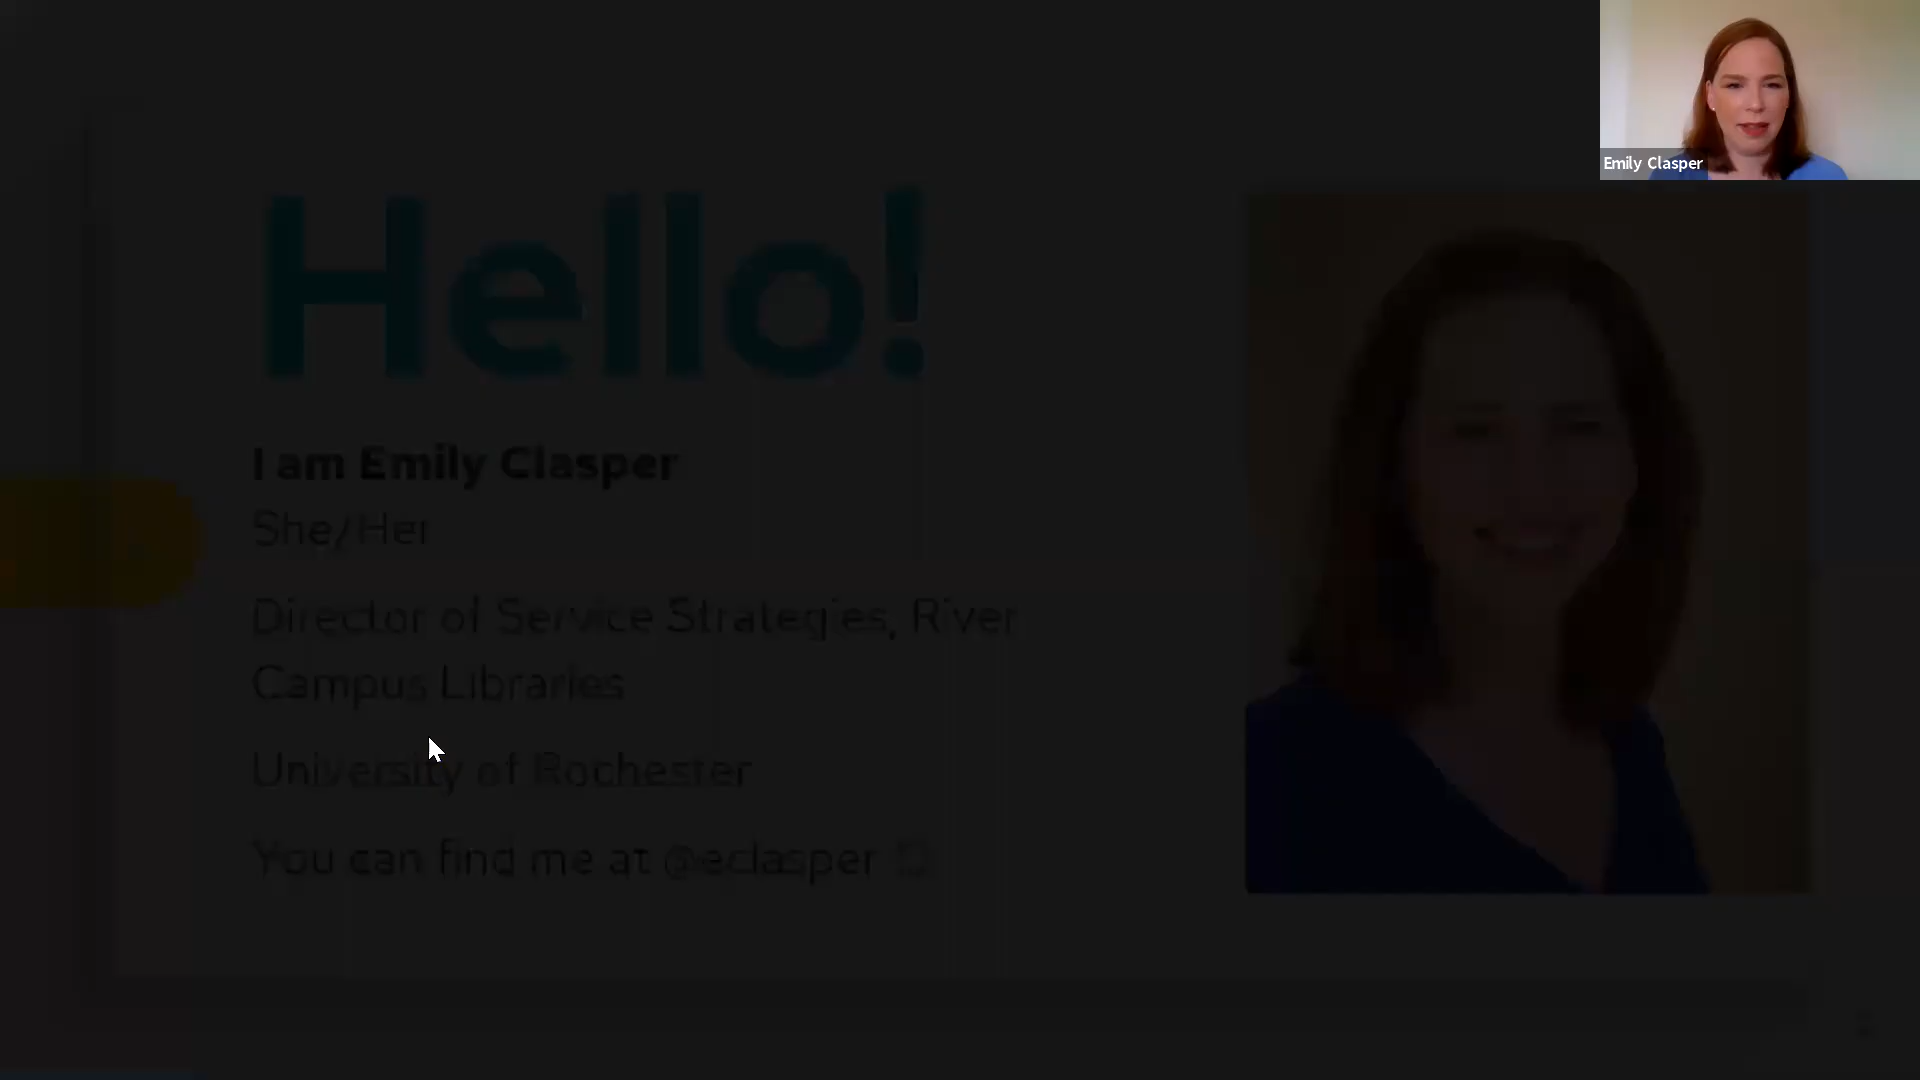 Emily Clasper
Hello!
I am Emily Clasper
She/Her
Director of Service Strategies, River
Campus Libraries
University of Rochester
You can find me at @eclasper